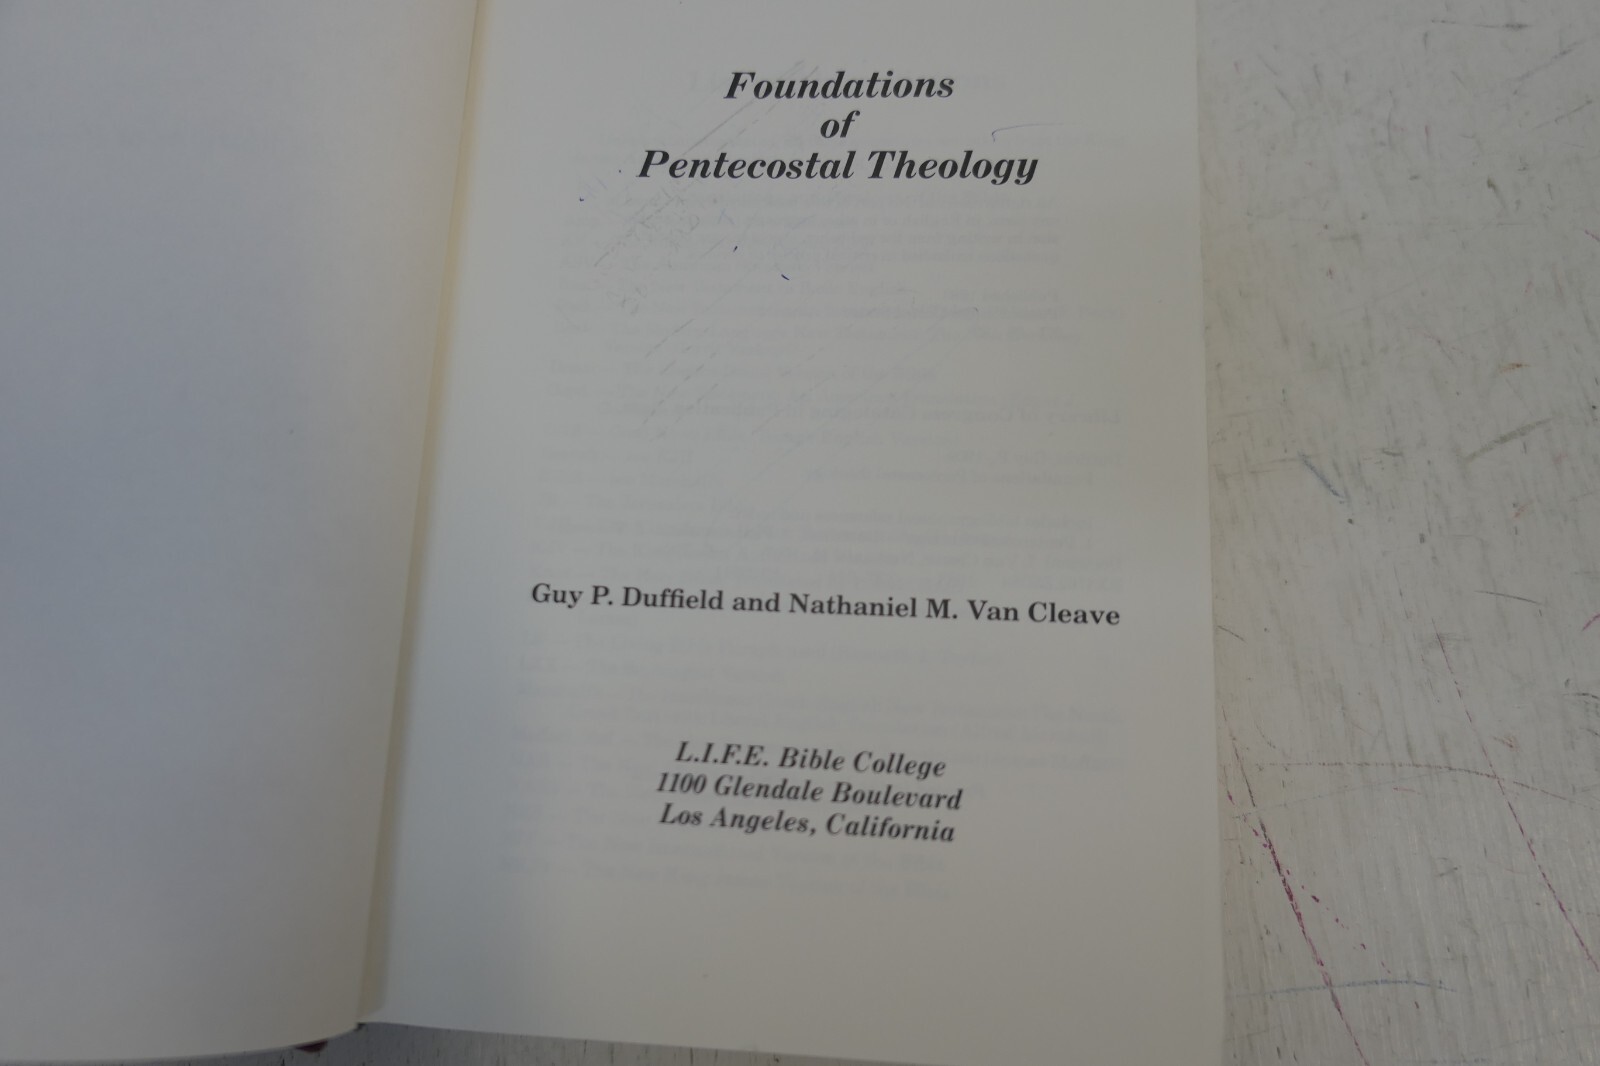 Foundations
of
Pentecostal Theology
Guy P. Duffield and Nathaniel M. Van Cleave
L.I.F.E. Bible College
1100 Glendale Boulevard
Los Angeles, California